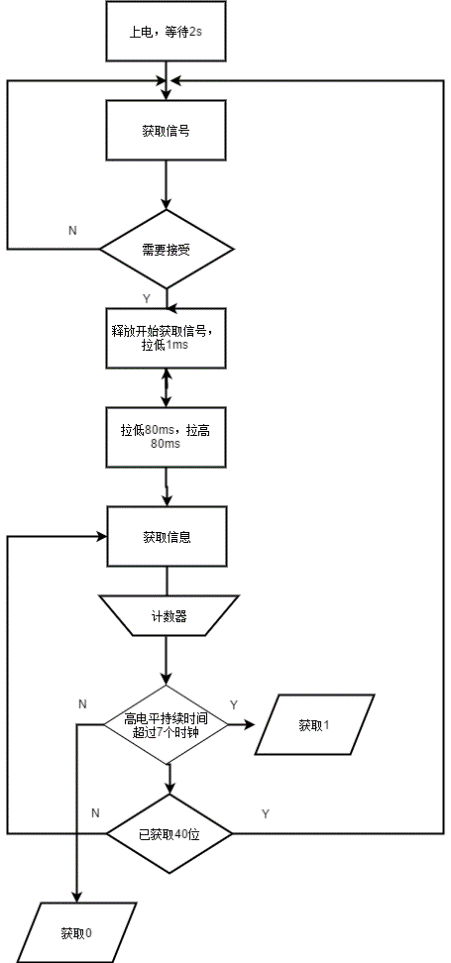 上电，等待2s
获取信号
N
需要接受
Y
释放开始获取信号，
拉低1ms
拉低80ms，拉高
80ms
获取信息
计数器
N
Y
高电平持续时间
超过7个时钟
获取1
N
Y
已获取40位
获取0